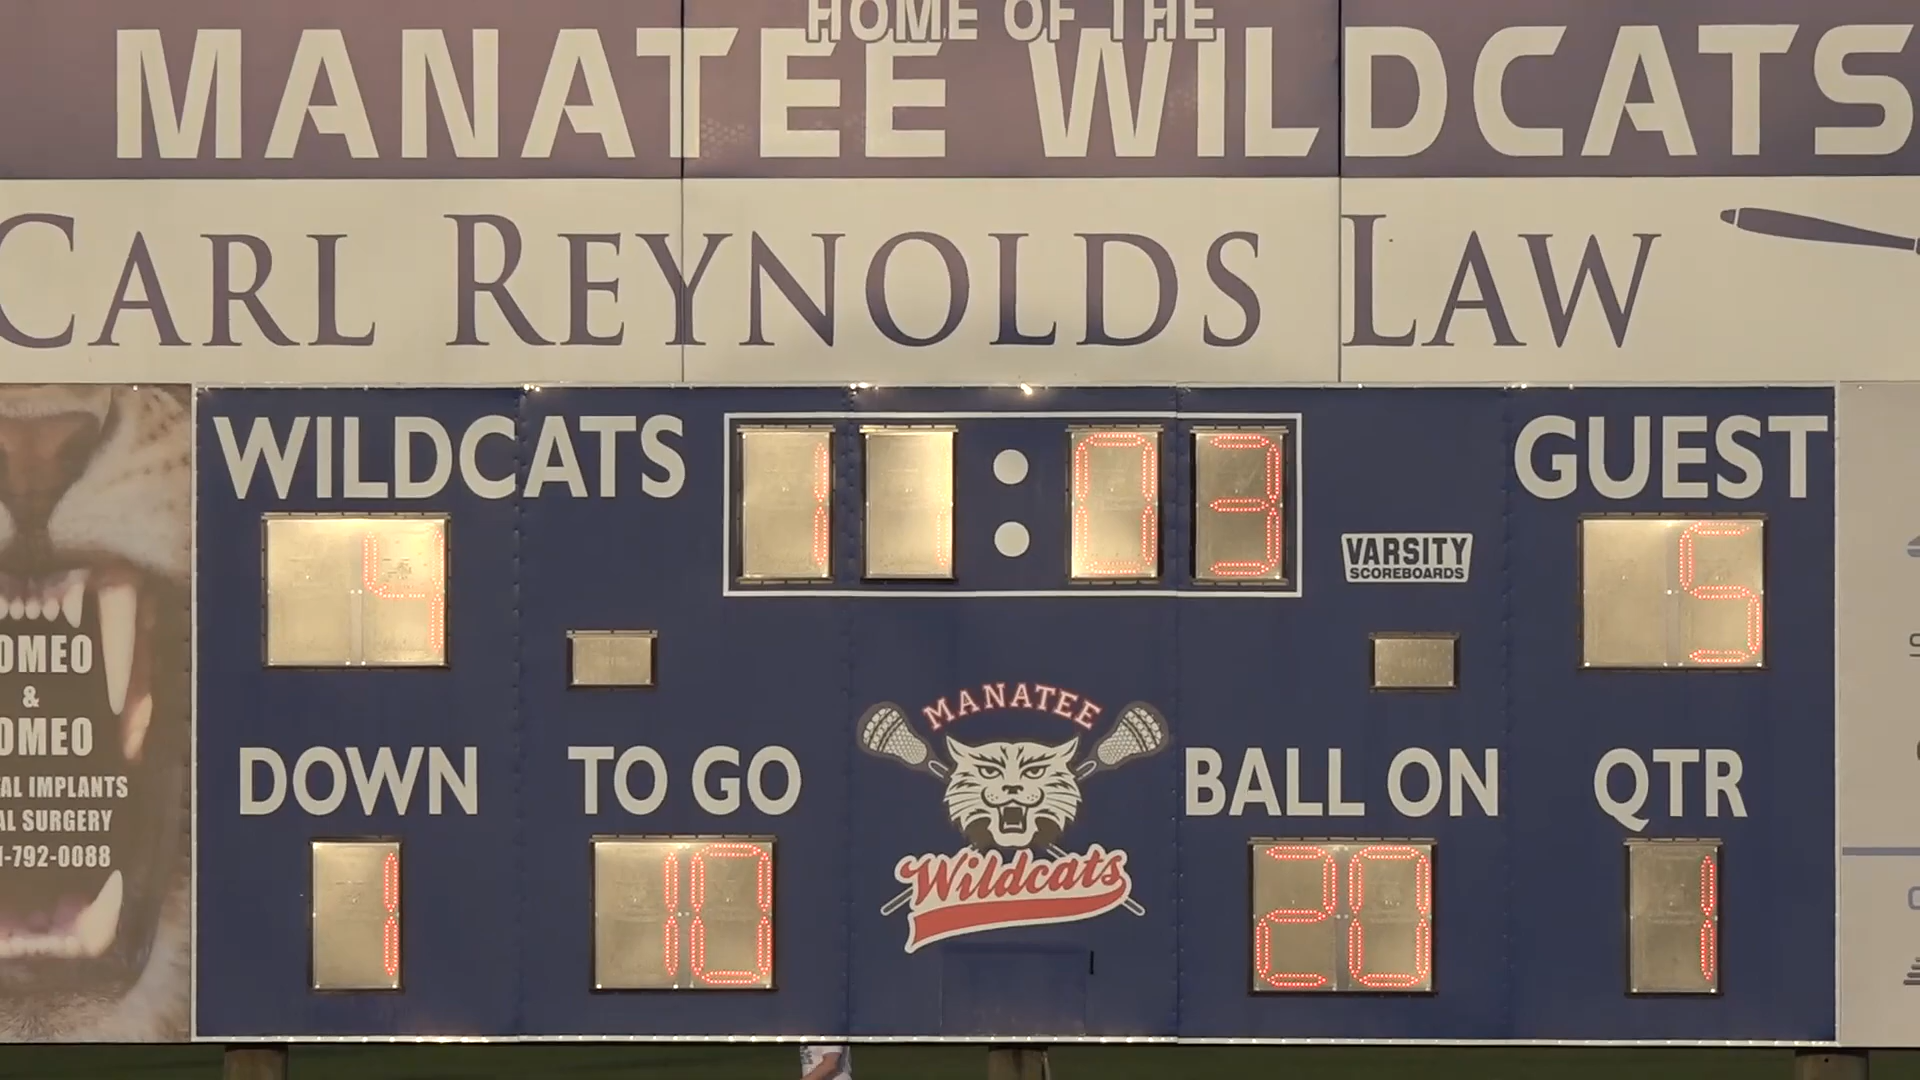 HOME OF THE
MANATEE WILDCATS
CARL REYNOLDS LAW
WILDCATS
11:03
GUEST
4
VARSITY
SCOREBOARDS
5
OMEO
&
OMEO
AL IMPLANTS
AL SURGERY
1-792-0088
MANATEE
Wildcats
DOWN
TO GO
BALL ON
QTR
1
10
20
1